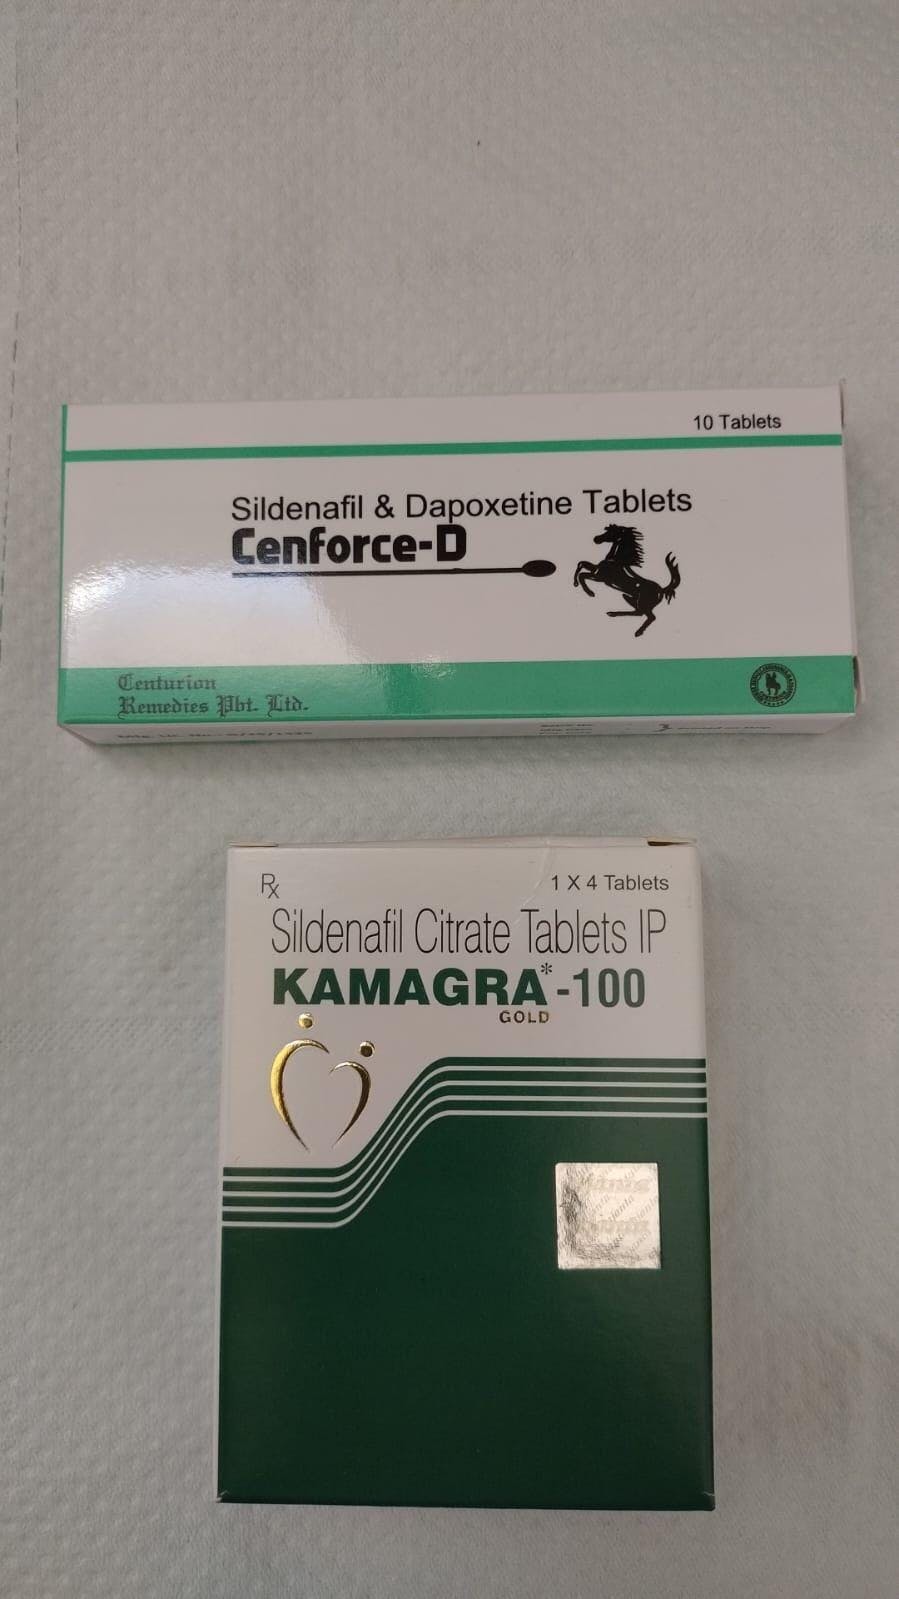 10 Tablets
Sildenafil & Dapoxetine Tablets
Cenforce-D
Centurion
Remedies Pvt. Ltd.
Rx
1 X 4 Tablets
Sildenafil Citrate Tablets IP
KAMAGRA*-100
GOLD